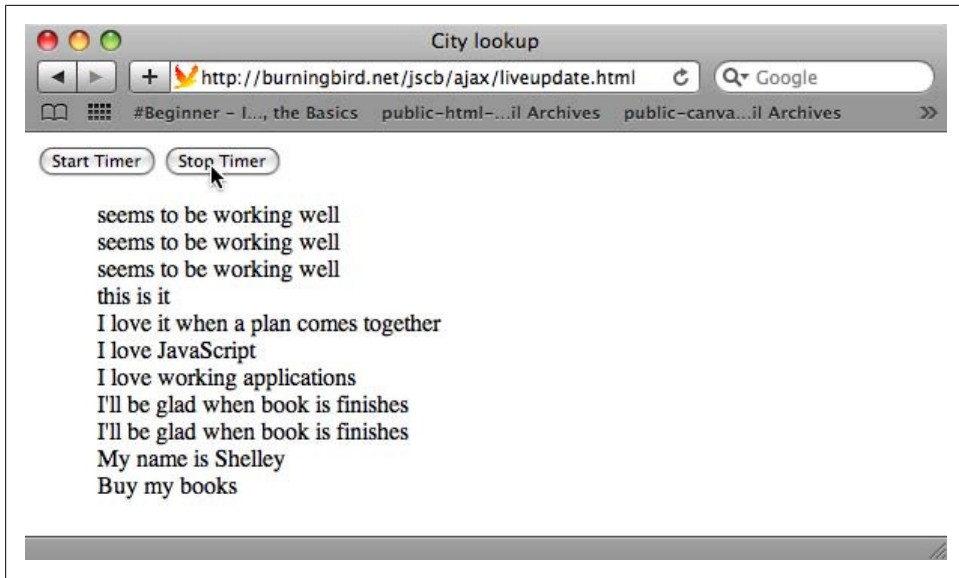 City lookup
+ http://burningbird.net/jscb/ajax/liveupdate.html Google
#Beginner - I..., the Basics public-html-...il Archives public-canva...il Archives »
Start Timer Stop Timer
seems to be working well
seems to be working well
seems to be working well
this is it
I love it when a plan comes together
I love JavaScript
I love working applications
I'll be glad when book is finishes
I'll be glad when book is finishes
My name is Shelley
Buy my books